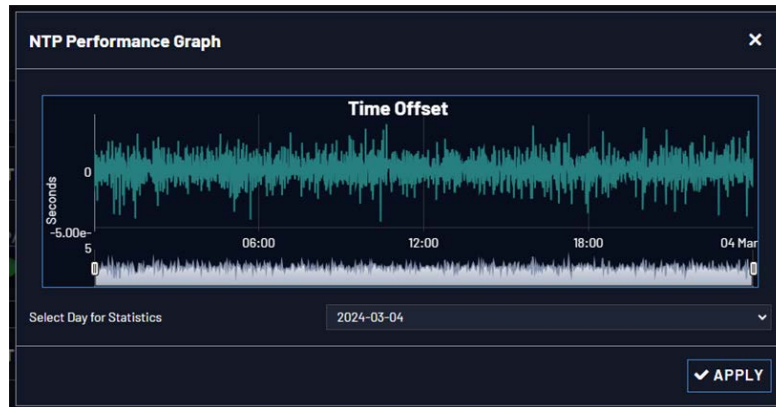 NTP Performance Graph
Time Offset
Seconds
0
-5.00e-
5
06:00
12:00
18:00
04 Mar
Select Day for Statistics
2024-03-04
APPLY